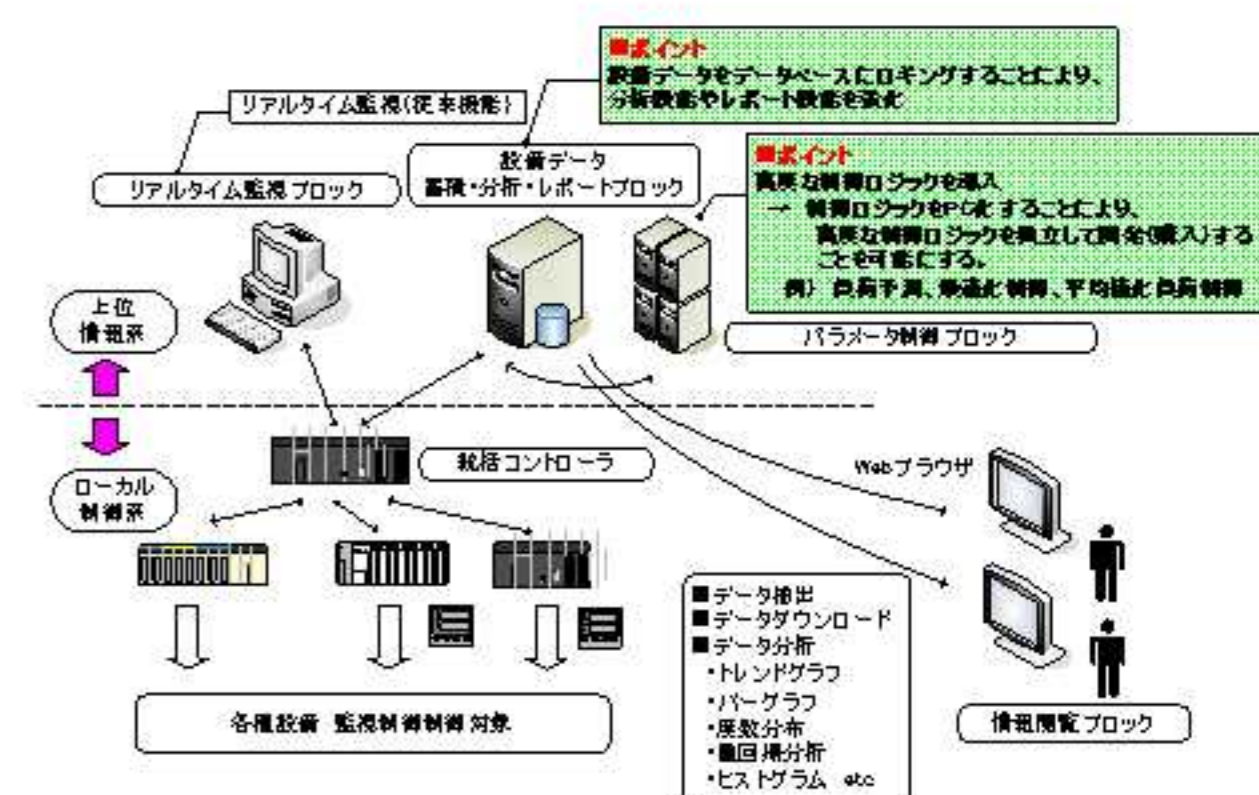 ■ポイント
設備データをデータベースにロギングすることにより、
分析機能やレポート機能を強化
リアルタイム監視(従来機能)
設備データ
蓄積・分析・レポートブロック
リアルタイム監視ブロック
■ポイント
高度な制御ロジックを導入
→ 制御ロジックをPC化することにより、
高度な制御ロジックを独立して開発(購入)する
ことを可能にする。
例) 負荷予測、最適化制御、平均化負荷制御
パラメータ制御ブロック
上位
情報系
統括コントローラ
ローカル
制御系
Webブラウザ
■データ抽出
■データダウンロード
■データ分析
・トレンドグラフ
・バーグラフ
・度数分布
・重回帰分析
・ヒストグラム etc
各種設備 監視制御制御対象
情報閲覧ブロック